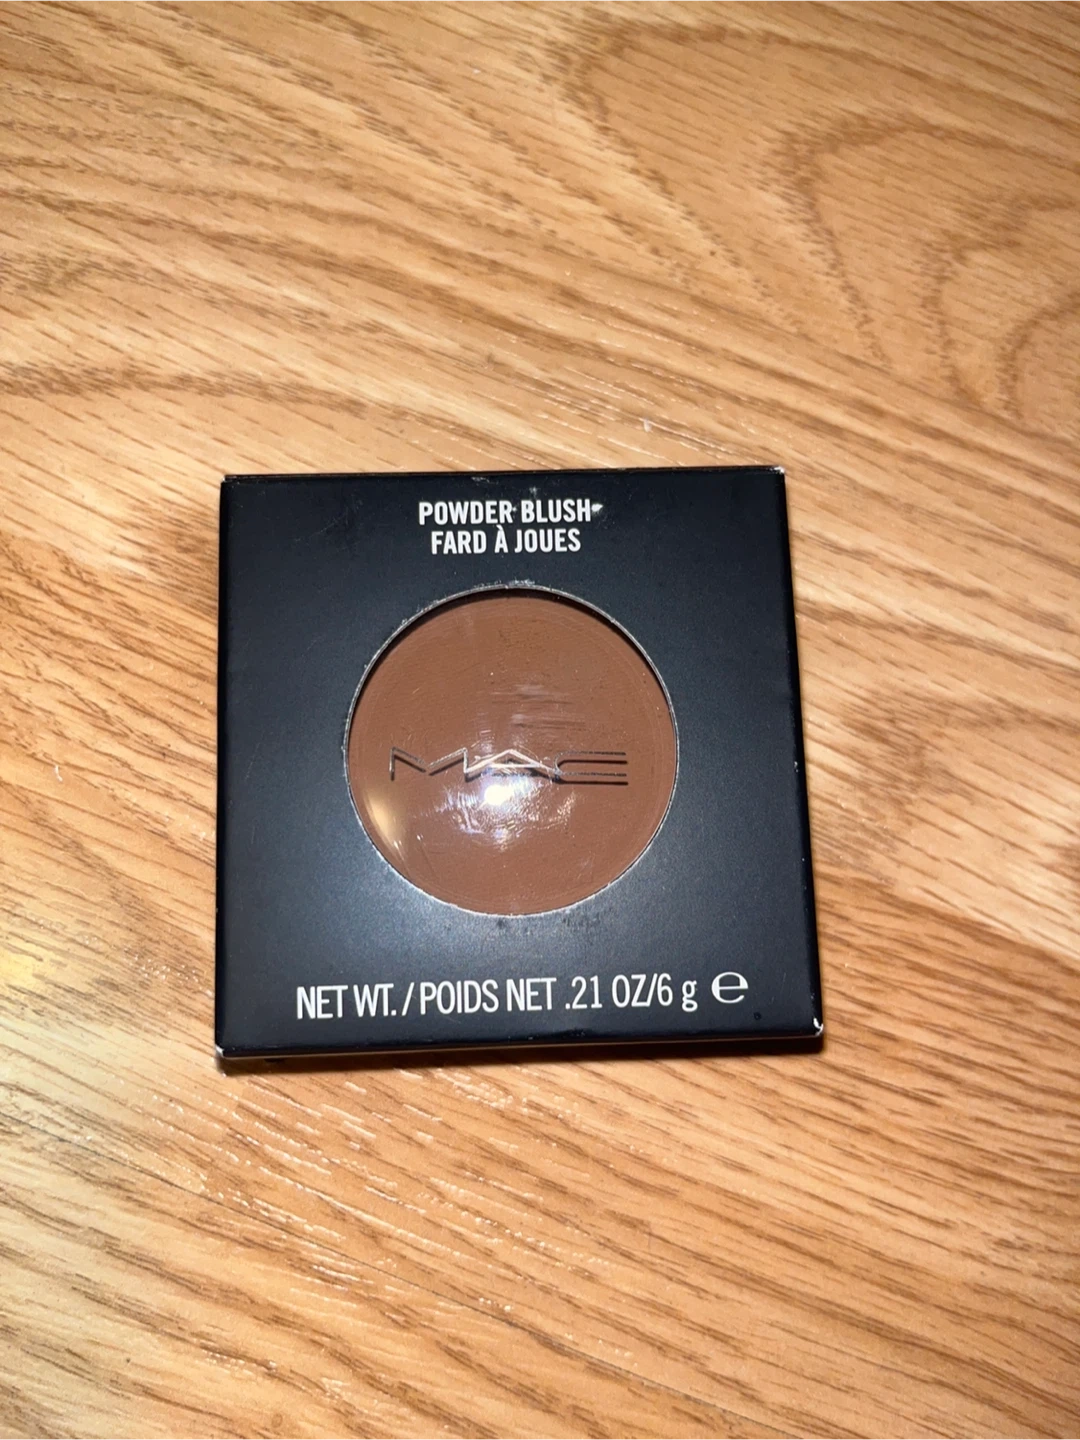 POWDER BLUSH
FARD À JOUES
MAC
NET WT. / POIDS NET .21 OZ/6 g ℮